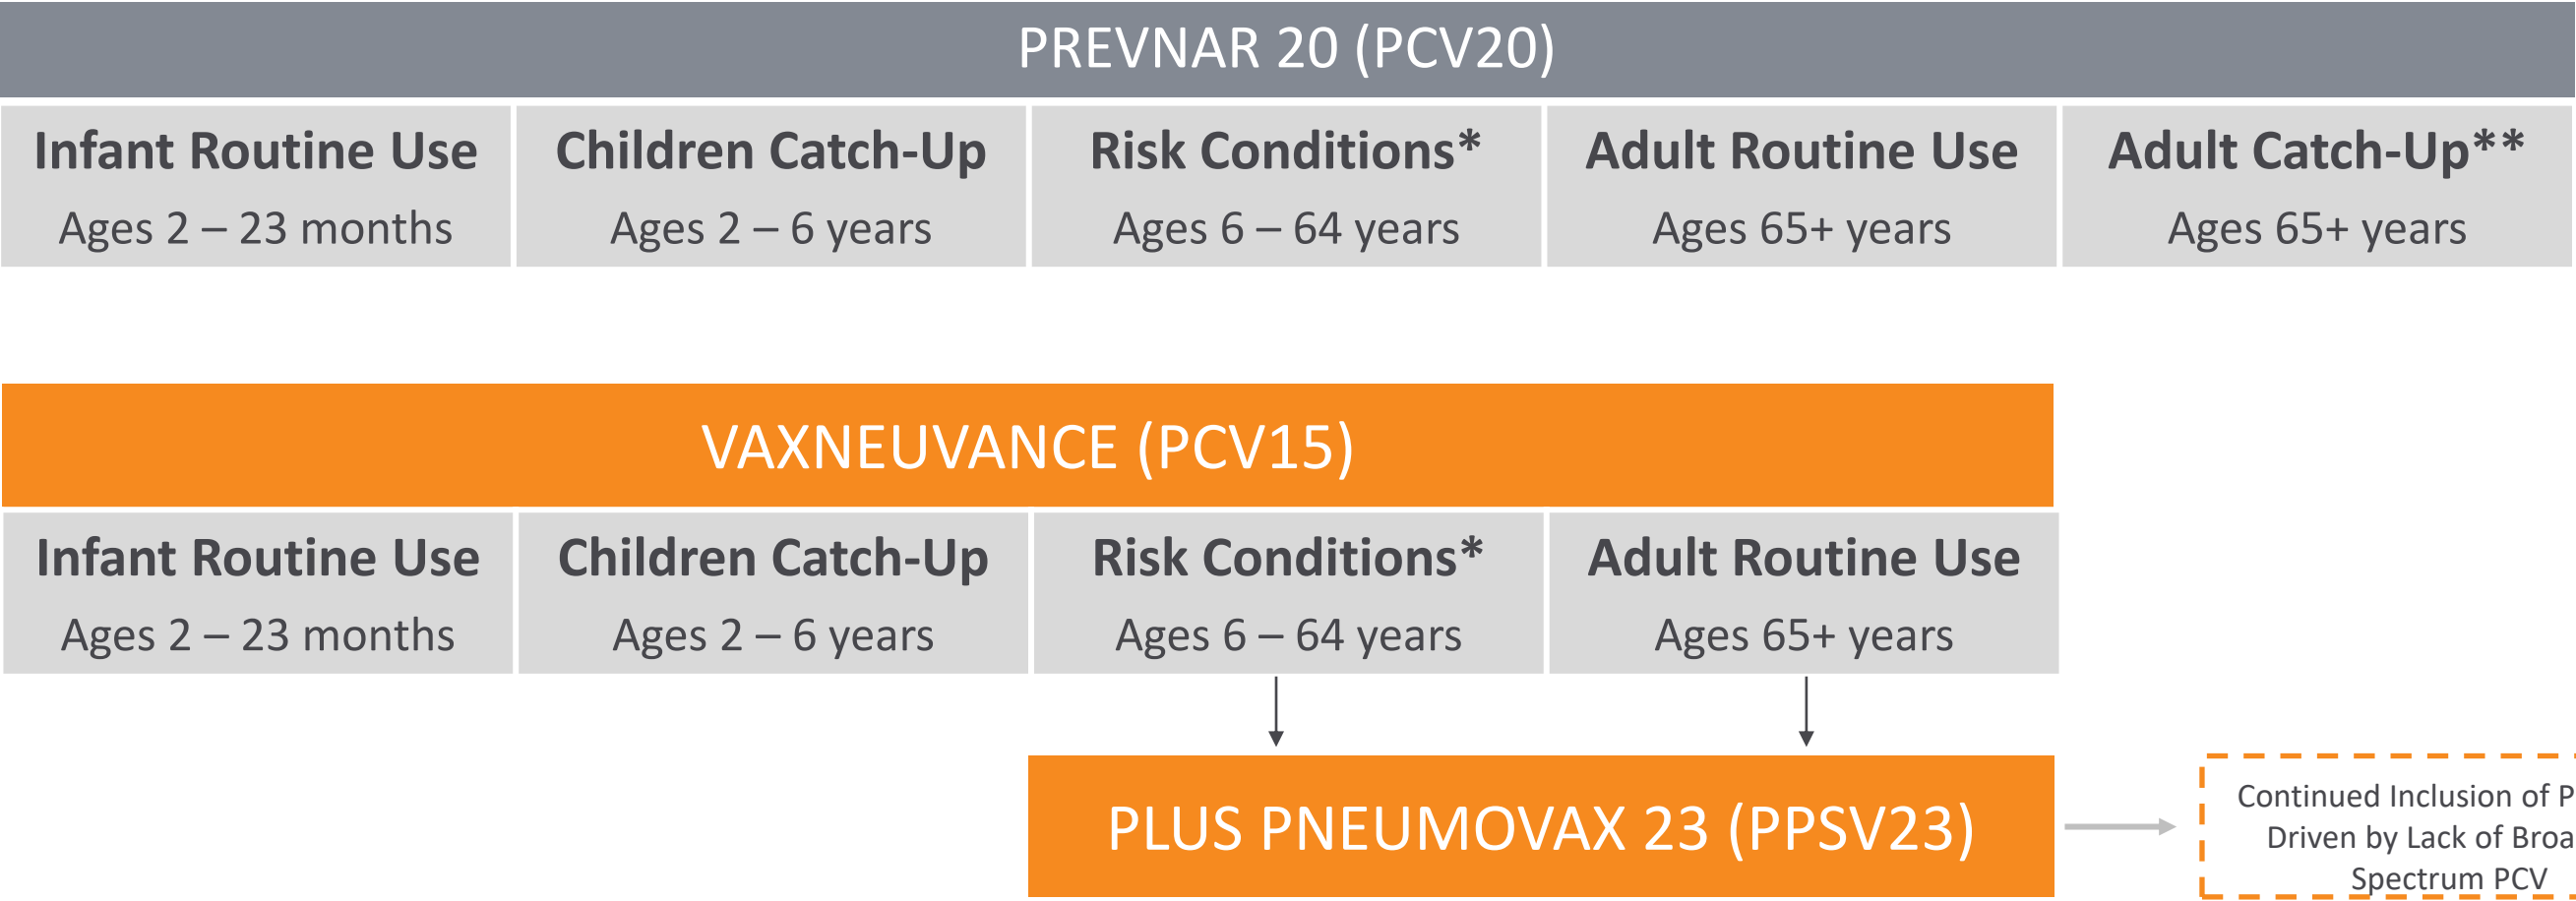 PREVNAR 20 (PCV20)
Infant Routine Use
Ages 2 – 23 months
Children Catch-Up
Ages 2 – 6 years
Risk Conditions*
Ages 6 – 64 years
Adult Routine Use
Ages 65+ years
Adult Catch-Up**
Ages 65+ years
VAXNEUVANCE (PCV15)
Infant Routine Use
Ages 2 – 23 months
Children Catch-Up
Ages 2 – 6 years
Risk Conditions*
Ages 6 – 64 years
Adult Routine Use
Ages 65+ years
PLUS PNEUMOVAX 23 (PPSV23)
Continued Inclusion of
Driven by Lack of
Spectrum PCV